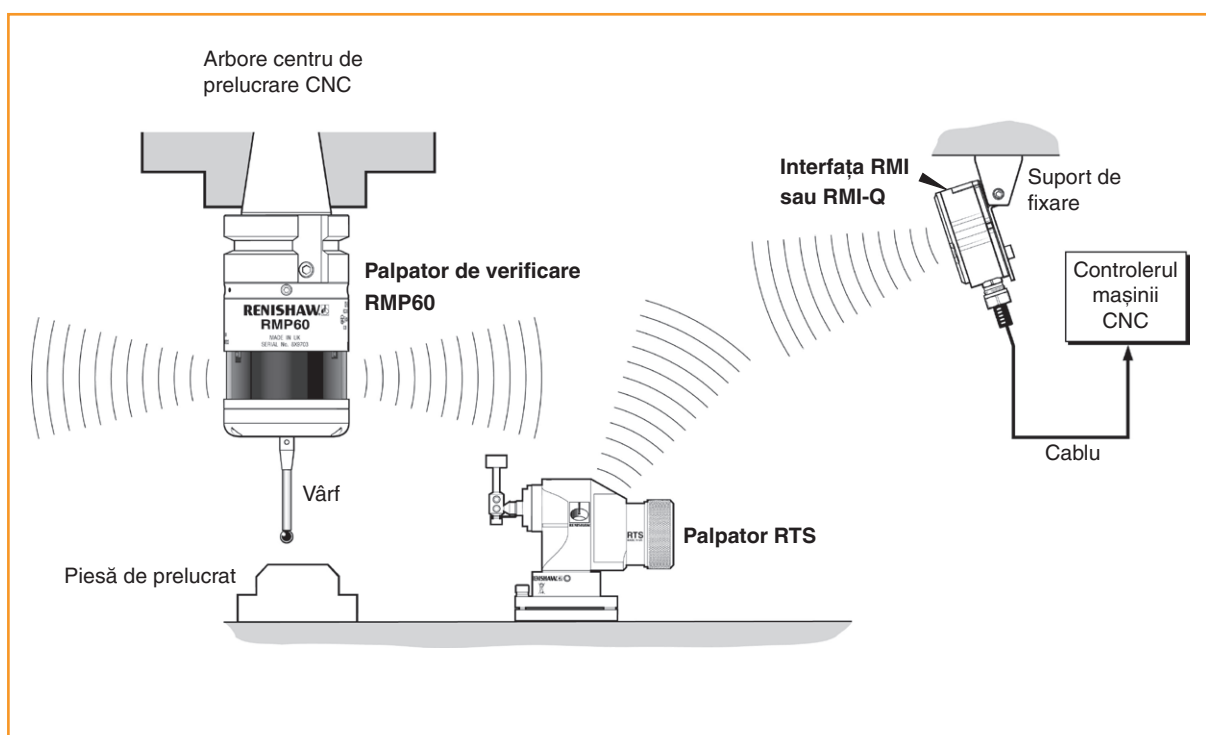 Arbore centru de
prelucrare CNC
Interfața RMI
sau RMI-Q
Suport de
fixare
Palpator de verificare
RMP60
Controlerul
mașinii
CNC
RENISHAW
RMP60
MADE IN UK
Cablu
Vârf
RENISHAW
RTS
Palpator RTS
Piesă de prelucrat
RENISHAW